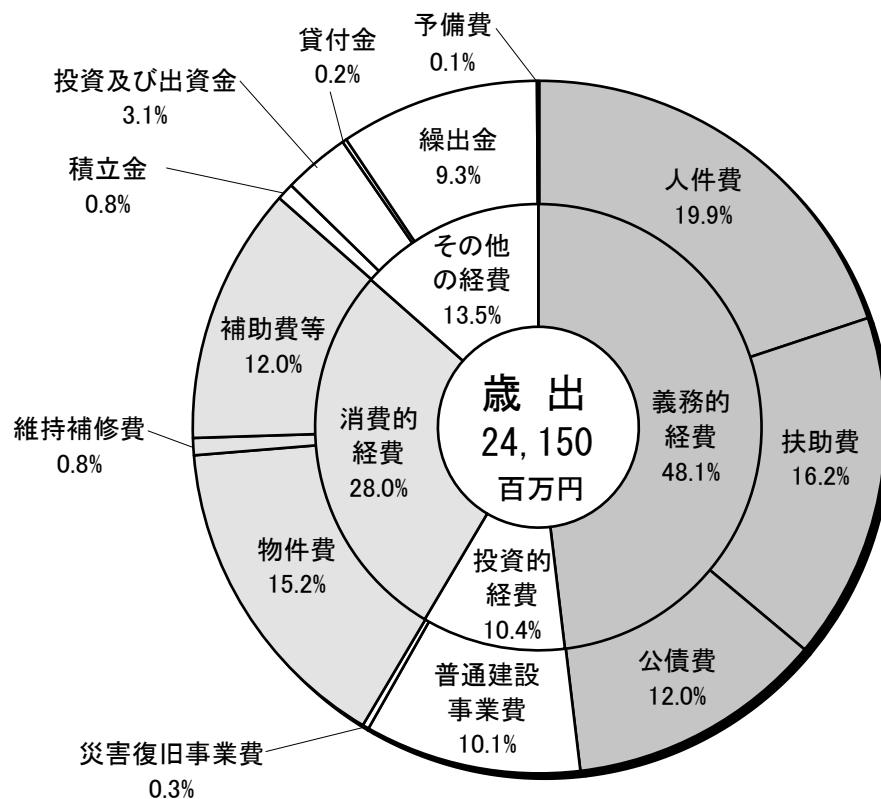 予備費
0.1%
貸付金
0.2%
投資及び出資金
3.1%
積立金
0.8%
繰出金
9.3%
人件費
19.9%
その他
の経費
13.5%
補助費等
12.0%
歳 出
24,150
百万円
義務的
経費
48.1%
扶助費
16.2%
消費的
経費
28.0%
維持補修費
0.8%
物件費
15.2%
投資的
経費
10.4%
公債費
12.0%
普通建設
事業費
10.1%
災害復旧事業費
0.3%